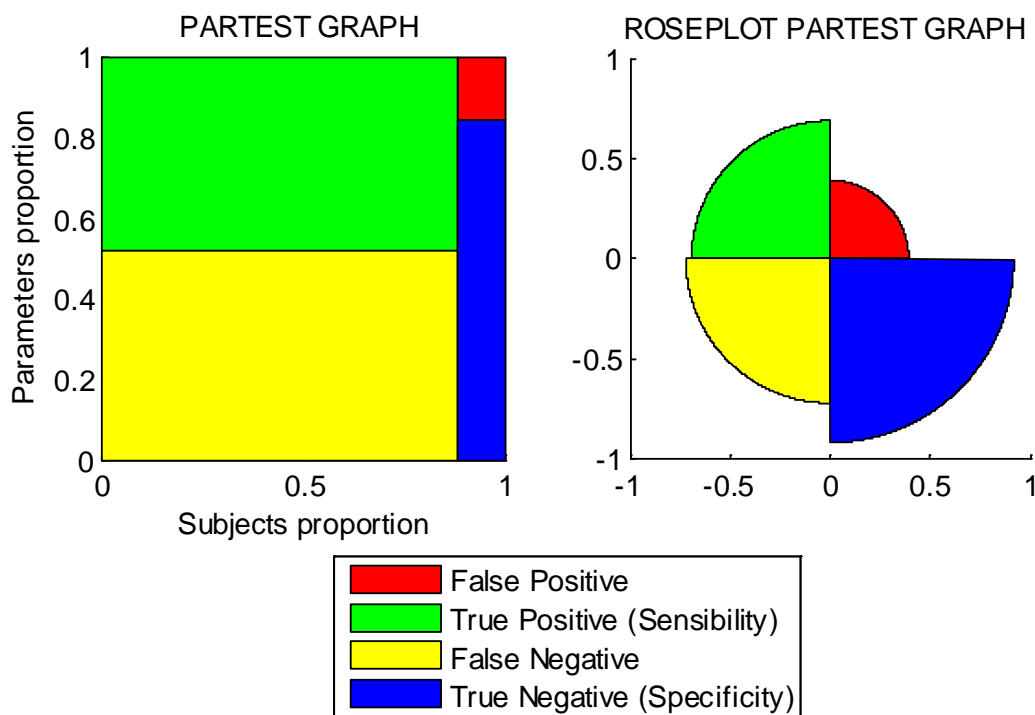 PARTEST GRAPH
1
0.8
0.6
0.4
0.2
0
Parameters proportion
0
0.5
1
Subjects proportion
ROSEPLOT PARTEST GRAPH
1
0.5
0
-0.5
-1
-1
-0.5
0
0.5
1
False Positive
True Positive (Sensibility)
False Negative
True Negative (Specificity)